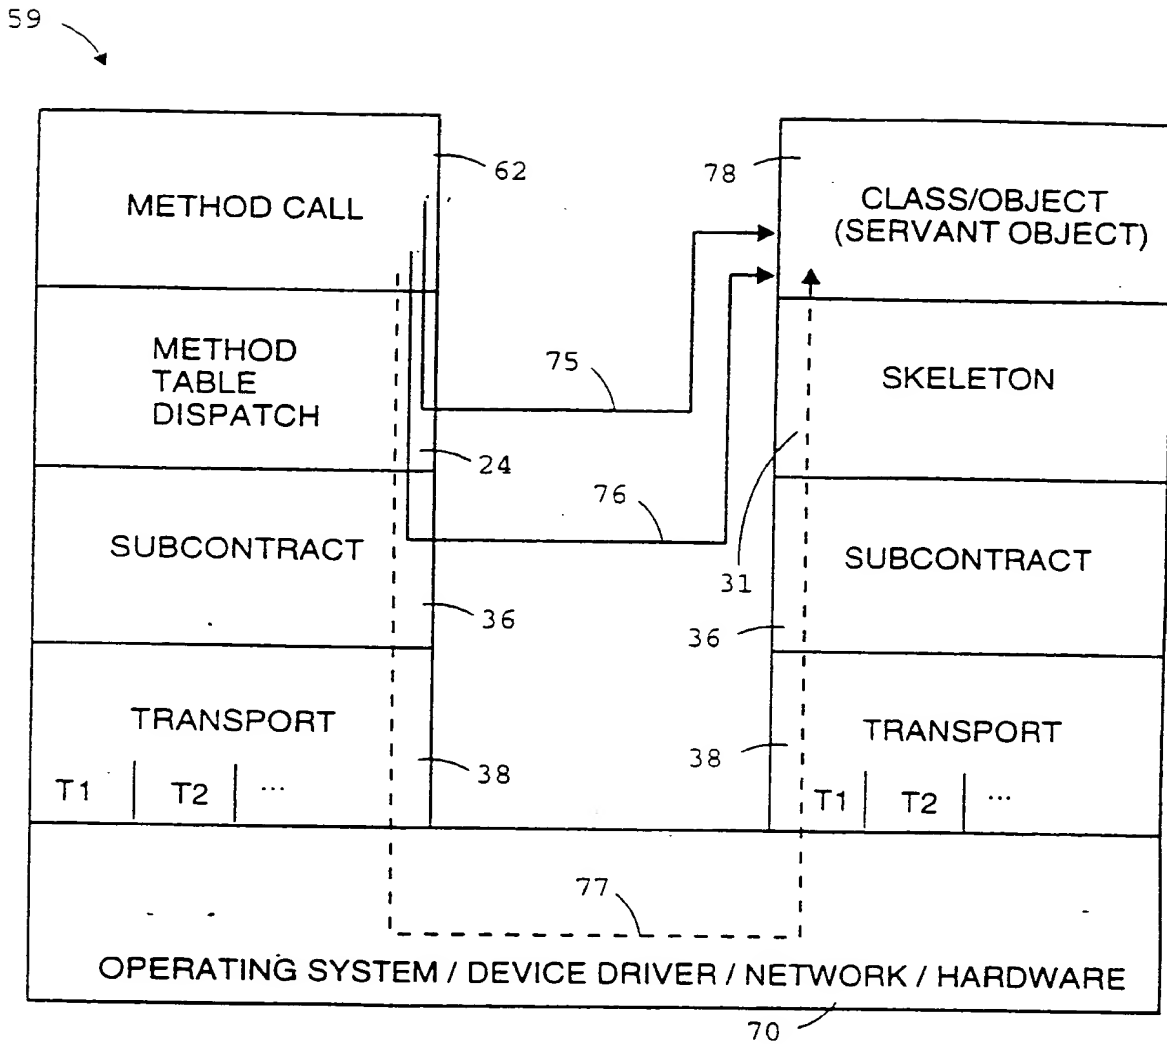 59
METHOD CALL
62
78
CLASS/OBJECT
(SERVANT OBJECT)
METHOD
TABLE
DISPATCH
75
SKELETON
24
76
31
SUBCONTRACT
SUBCONTRACT
36
36
TRANSPORT
TRANSPORT
38
38
T1
T2
...
T1
T2
...
77
OPERATING SYSTEM / DEVICE DRIVER / NETWORK / HARDWARE
70